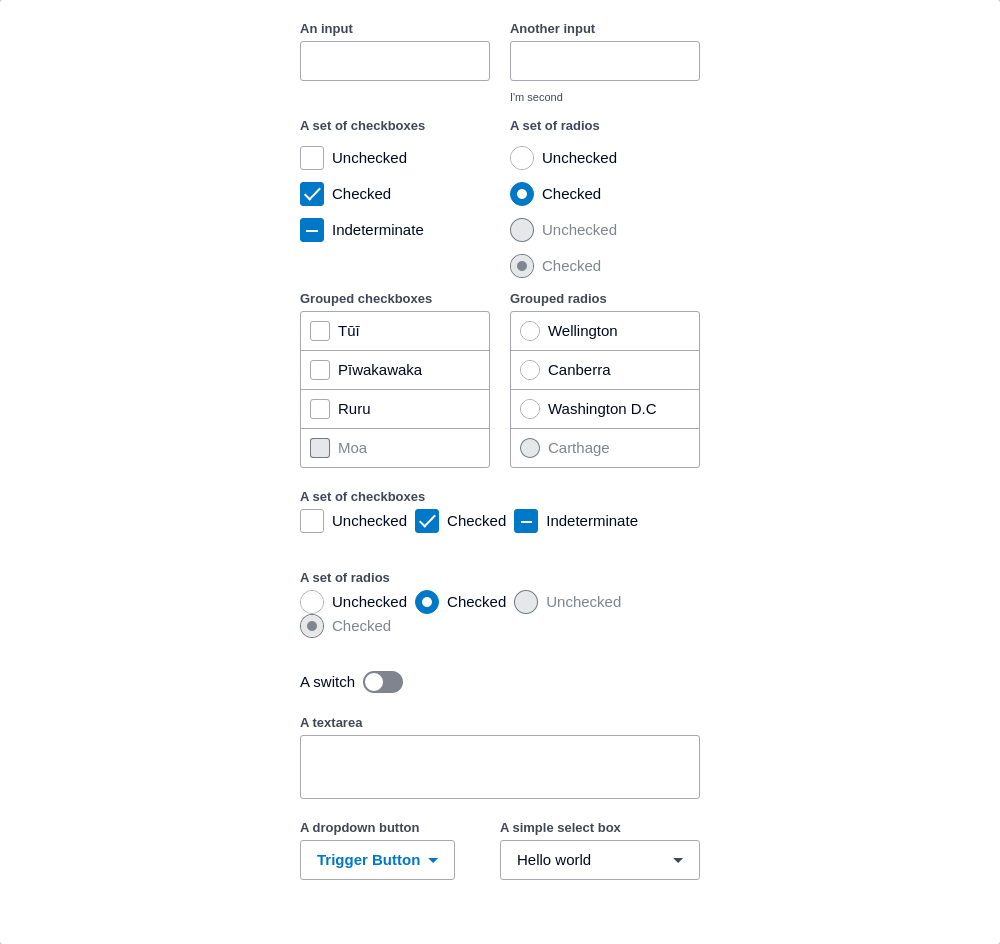 An input
Another input
I'm second
A set of checkboxes
A set of radios
Unchecked
Unchecked
Checked
Checked
Indeterminate
Unchecked
Checked
Grouped checkboxes
Grouped radios
Tūī
Wellington
Pīwakawaka
Canberra
Ruru
Washington D.C
Moa
Carthage
A set of checkboxes
Unchecked Checked Indeterminate
A set of radios
Unchecked Checked Unchecked
Checked
A switch
A textarea
A dropdown button
A simple select box
Trigger Button
Hello world